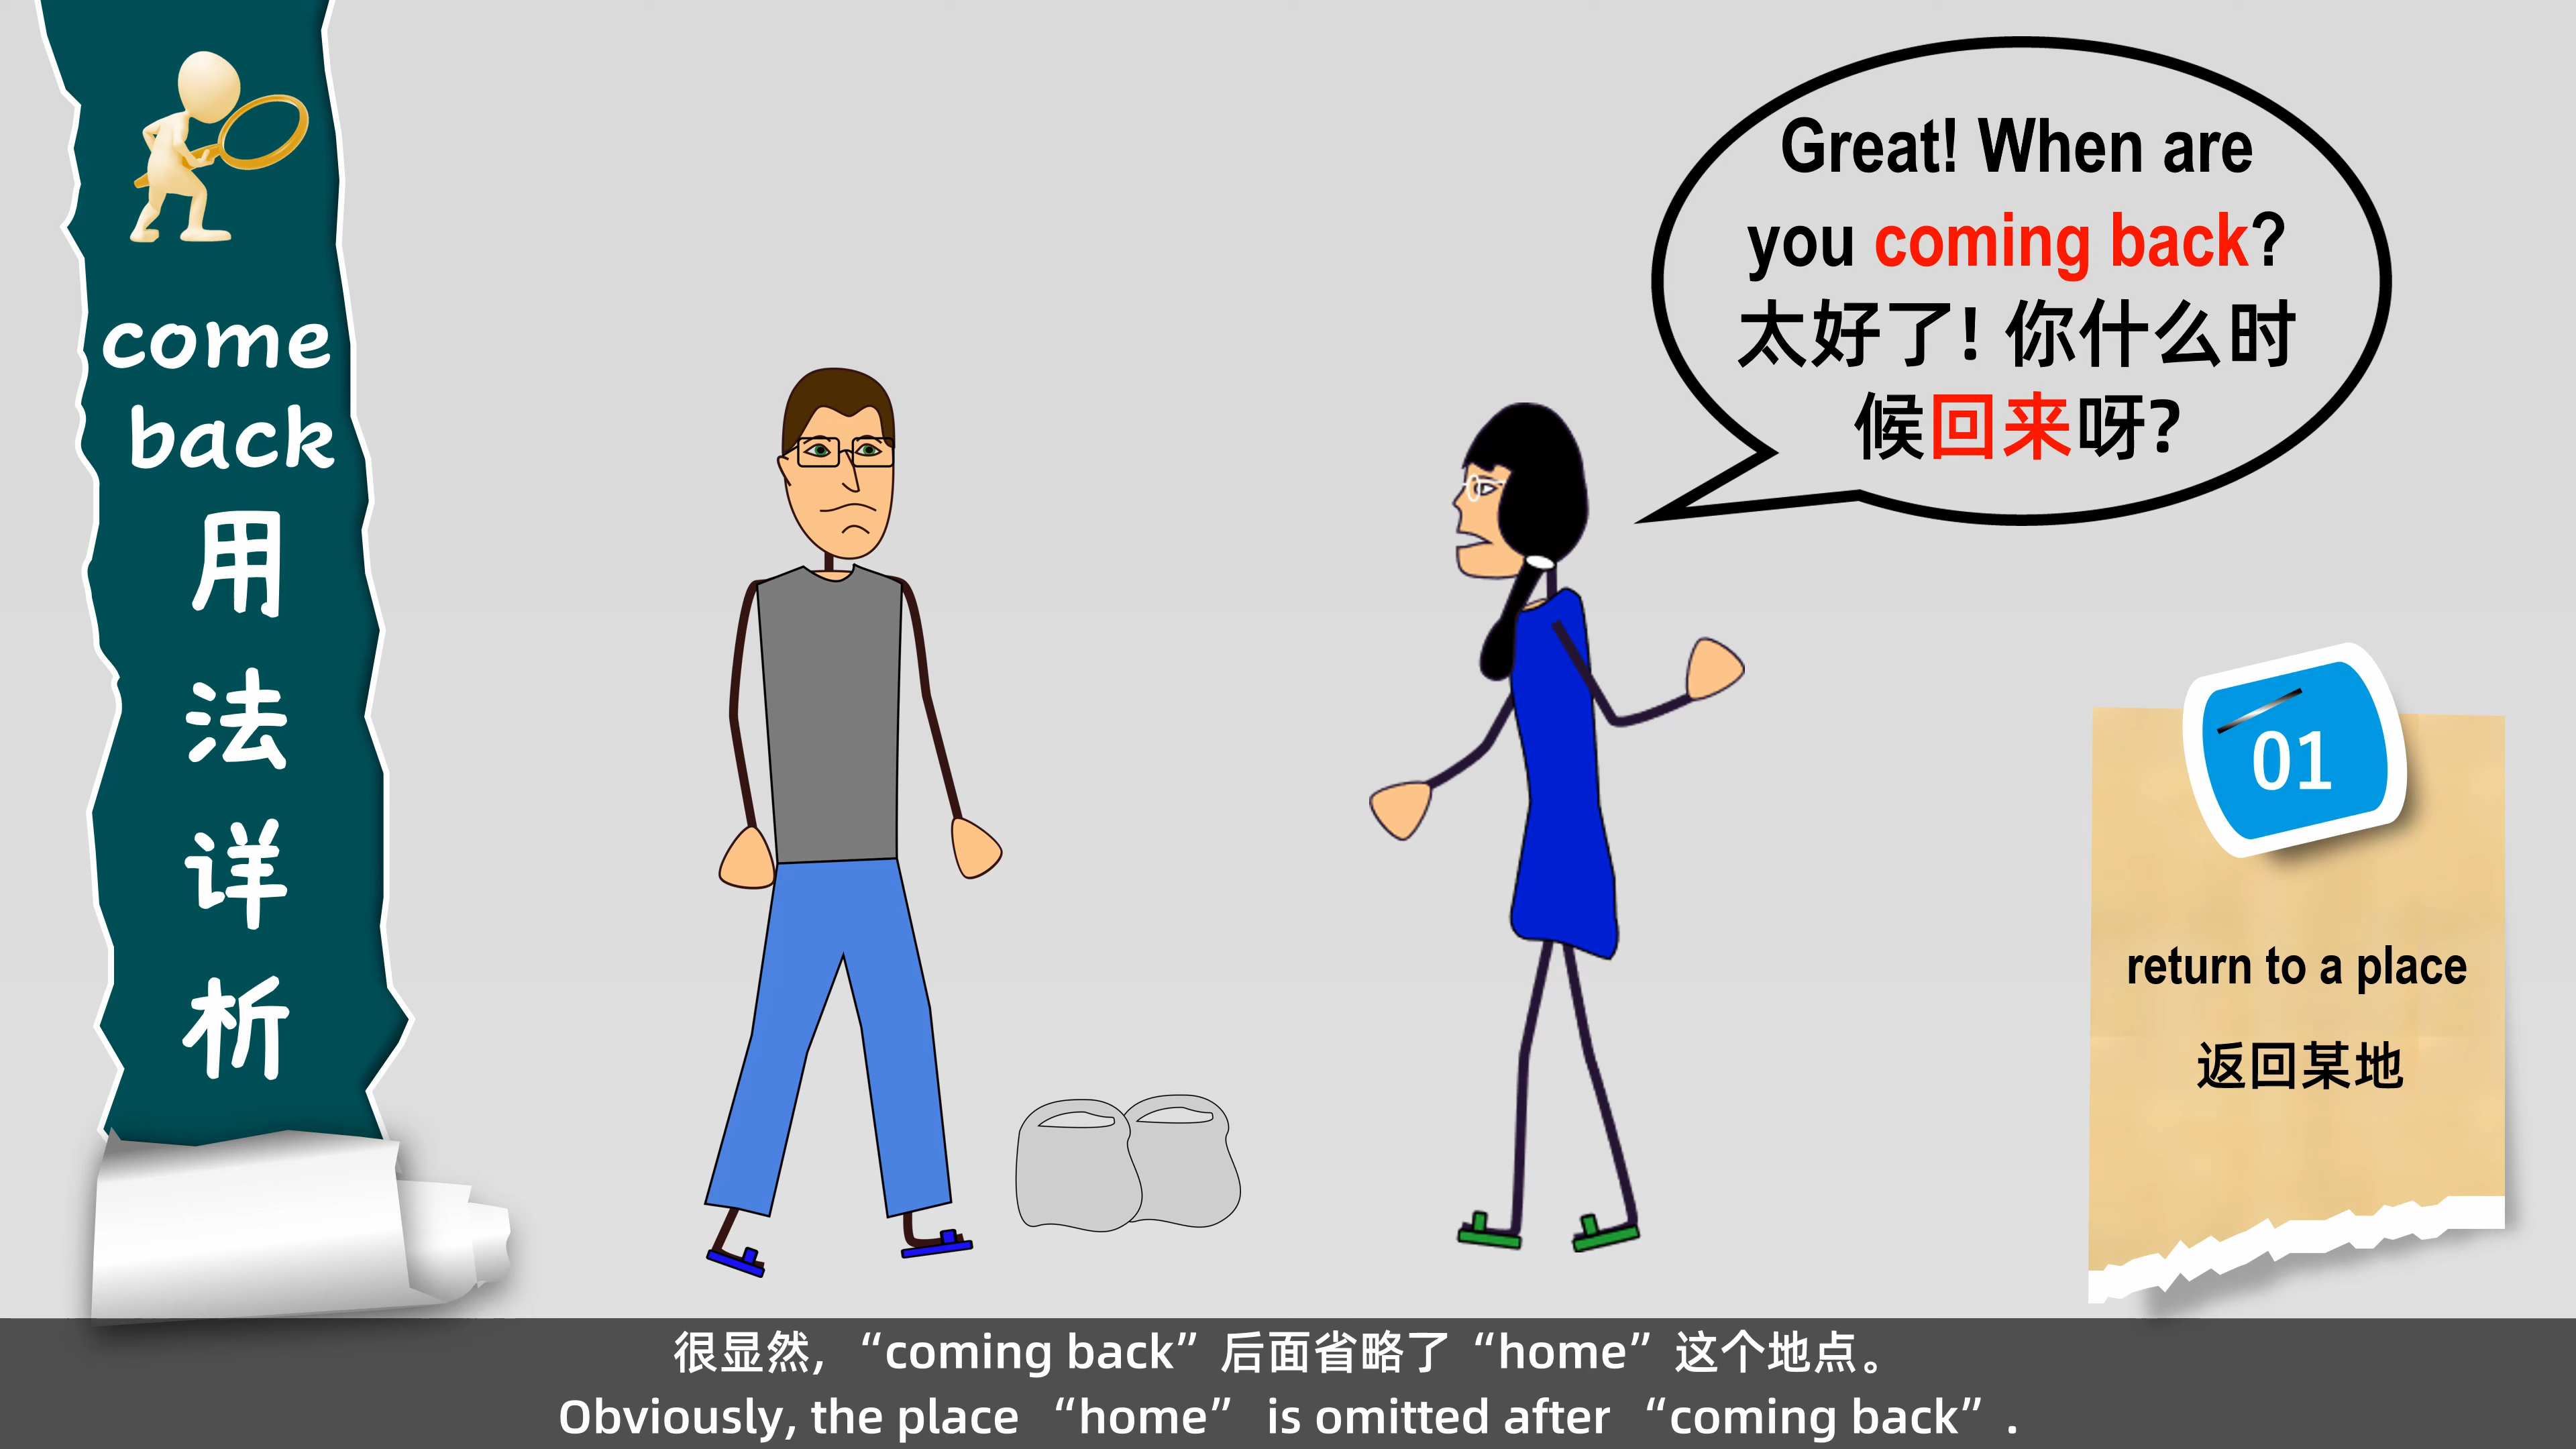 come
back
用
法
详
析
Great! When are
you coming back?
太好了! 你什么时
候回来呀?
01
return to a place
返回某地
很显然, “coming back” 后面省略了 “home” 这个地点。
Obviously, the place “home” is omitted after “coming back” .